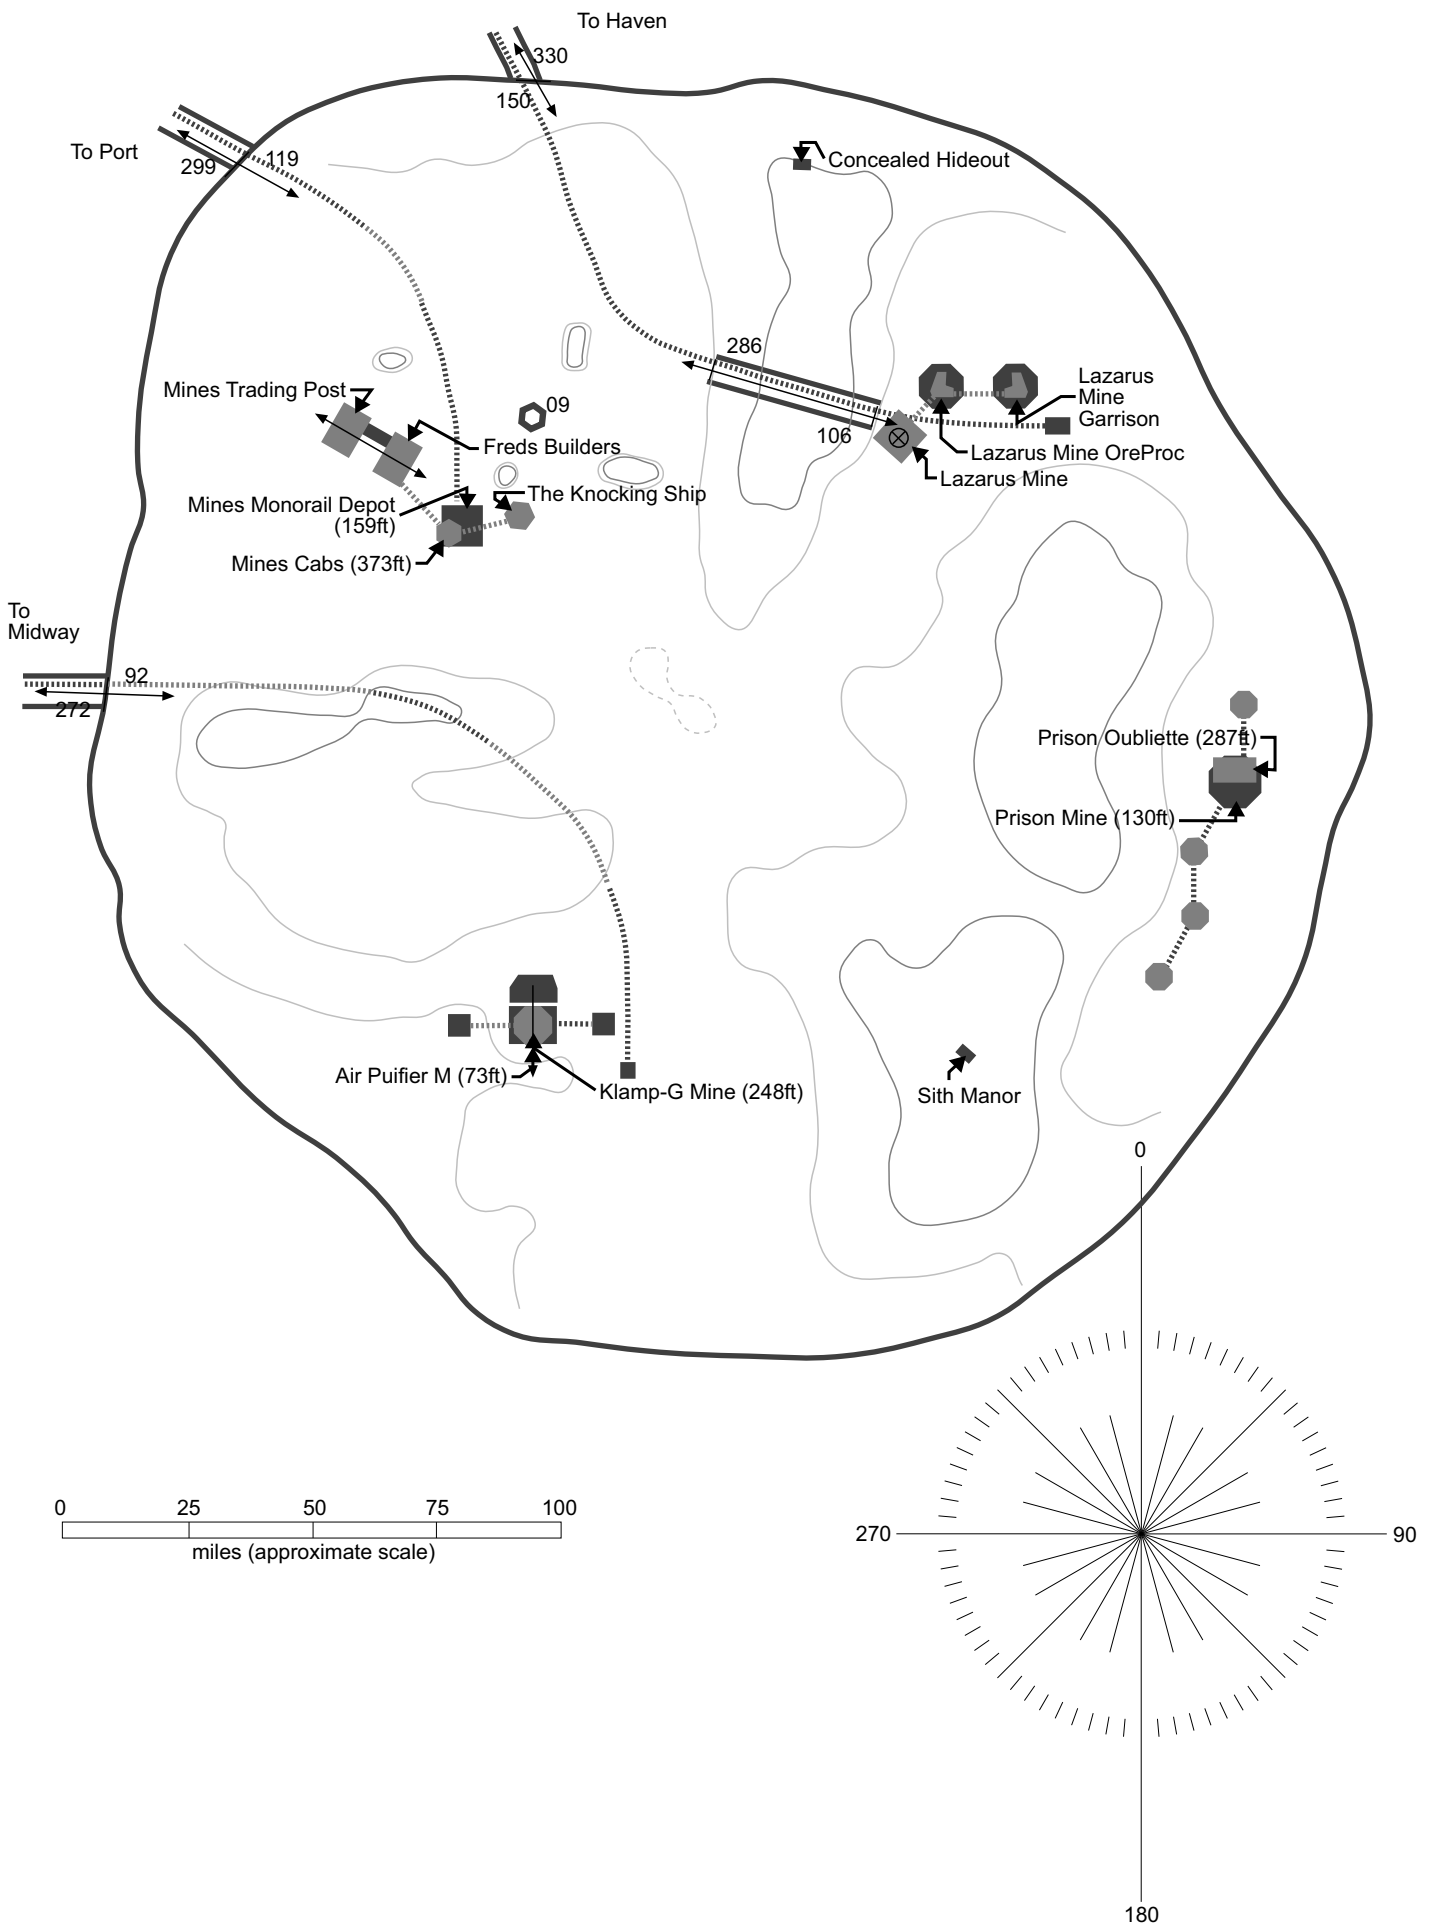 To Haven
330
150
To Port
119
299
Concealed Hideout
286
Mines Trading Post
Lazarus
Mine
Garrison
09
106
Freds Builders
Lazarus Mine OreProc
Lazarus Mine
The Knocking Ship
Mines Monorail Depot
(159ft)
Mines Cabs (373ft)
To
Midway
92
272
Prison Oubliette (287ft)
Prison Mine (130ft)
Air Puifier M (73ft)
Klamp-G Mine (248ft)
Sith Manor
0
0 25 50 75 100
miles (approximate scale)
270
90
180